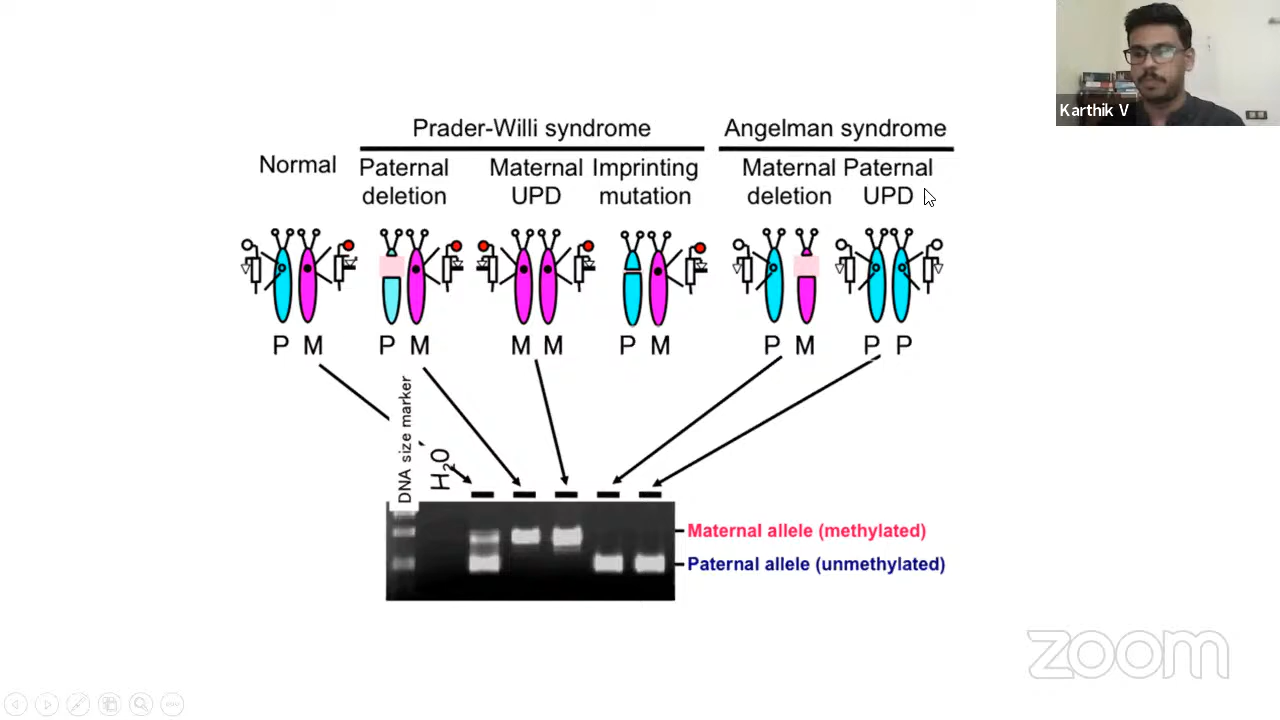 Karthik V
Prader-Willi syndrome
Angelman syndrome
Normal
Paternal deletion
Maternal UPD
Imprinting mutation
Maternal deletion
Paternal UPD
P M
P M
M M
P M
P M
P P
DNA size marker
H₂O
Maternal allele (methylated)
Paternal allele (unmethylated)
zoom